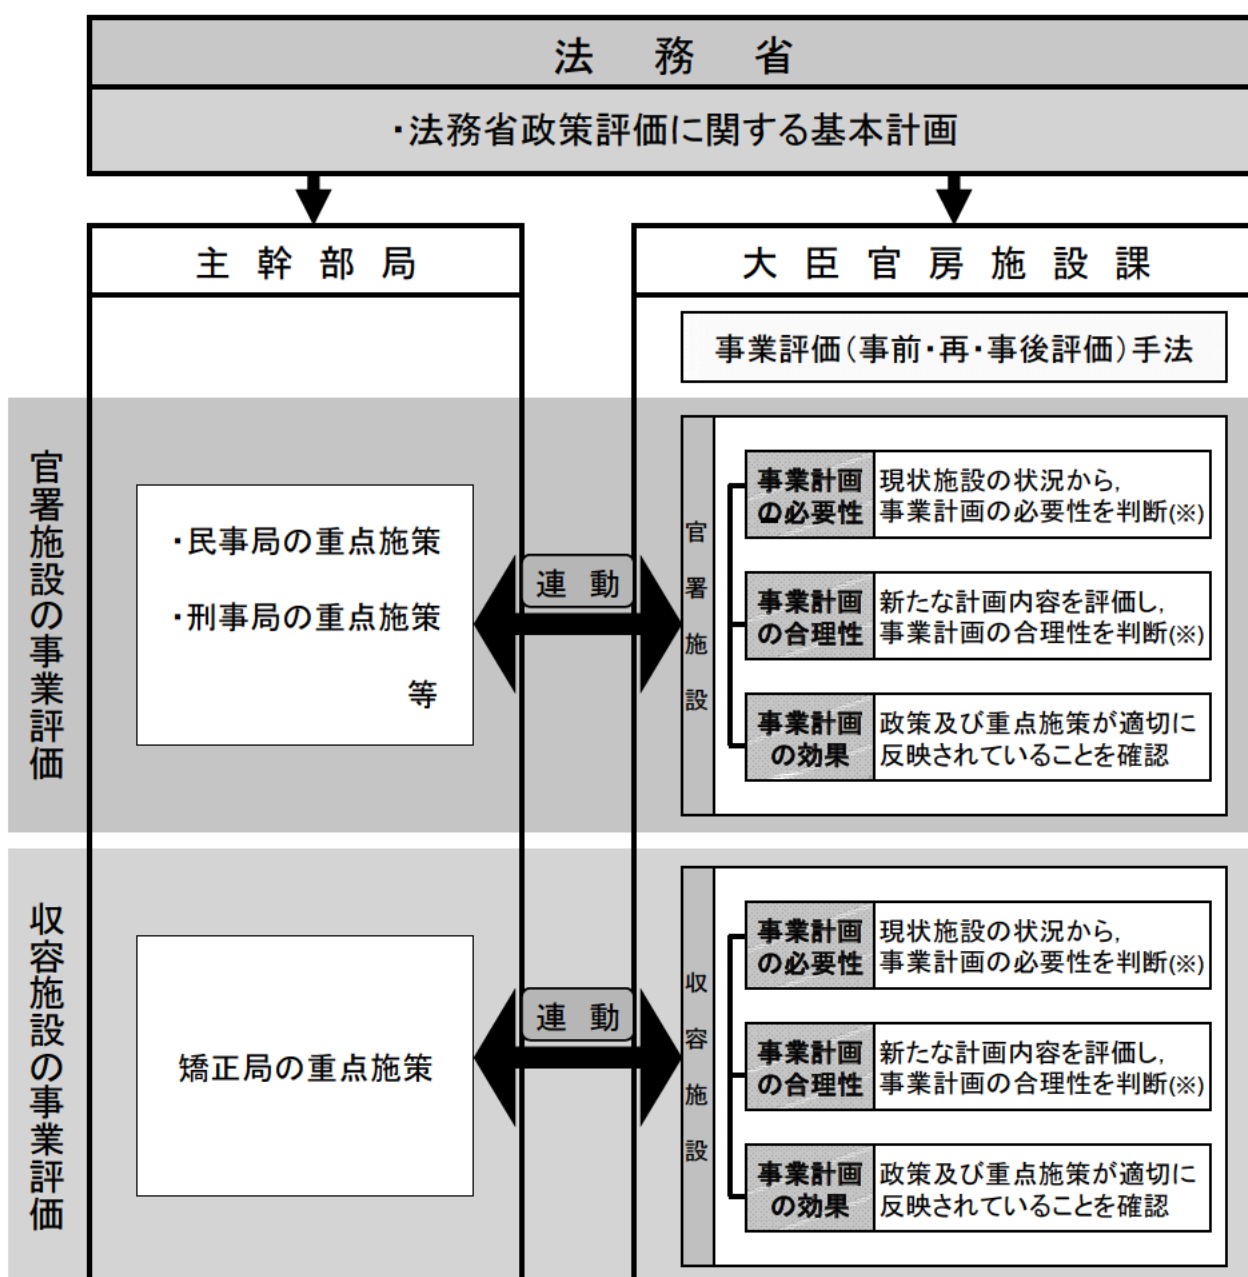 法務省
・法務省政策評価に関する基本計画
主幹部局
大臣官房施設課
事業評価(事前・再・事後評価)手法
官署施設の事業評価
・民事局の重点施策
・刑事局の重点施策
等
連動
官署施設
事業計画
の必要性
現状施設の状況から,
事業計画の必要性を判断(※)
事業計画
の合理性
新たな計画内容を評価し,
事業計画の合理性を判断(※)
事業計画
の効果
政策及び重点施策が適切に
反映されていることを確認
収容施設の事業評価
矯正局の重点施策
連動
収容施設
事業計画
の必要性
現状施設の状況から,
事業計画の必要性を判断(※)
事業計画
の合理性
新たな計画内容を評価し,
事業計画の合理性を判断(※)
事業計画
の効果
政策及び重点施策が適切に
反映されていることを確認